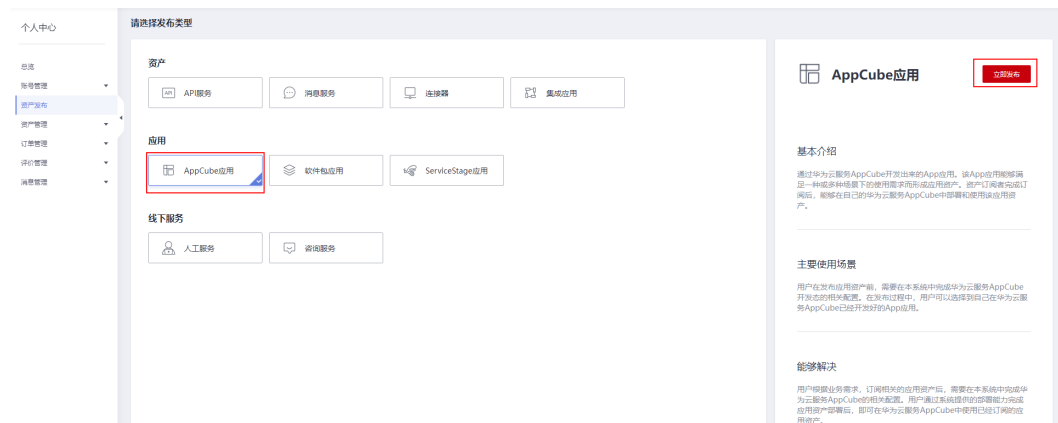 个人中心
总览
账号管理
资产发布
资产管理
订单管理
评价管理
消息管理
请选择发布类型
资产
API
API服务
消息服务
连接器
集成应用
应用
AppCube应用
软件包应用
ServiceStage应用
线下服务
人工服务
咨询服务
AppCube应用
立即发布
基本介绍
通过华为云服务AppCube开发出来的App应用。该App应用能够满
足一种或多种场景下的使用需求而形成应用资产。资产订阅者完成订
阅后，能够在自己的华为云服务AppCube中部署和使用该应用资
产。
主要使用场景
用户在发布应用资产前，需要在本系统中完成华为云服务AppCube
开发态的相关配置。在发布过程中，用户可以选择到自己在华为云服
务AppCube已经开发好的App应用。
能够解决
用户根据业务需求，订阅相关的应用资产后，需要在本系统中完成华
为云服务AppCube的相关配置。用户通过系统提供的部署能力完成
应用资产部署后，即可在华为云服务AppCube中使用已经订阅的应
用资产。